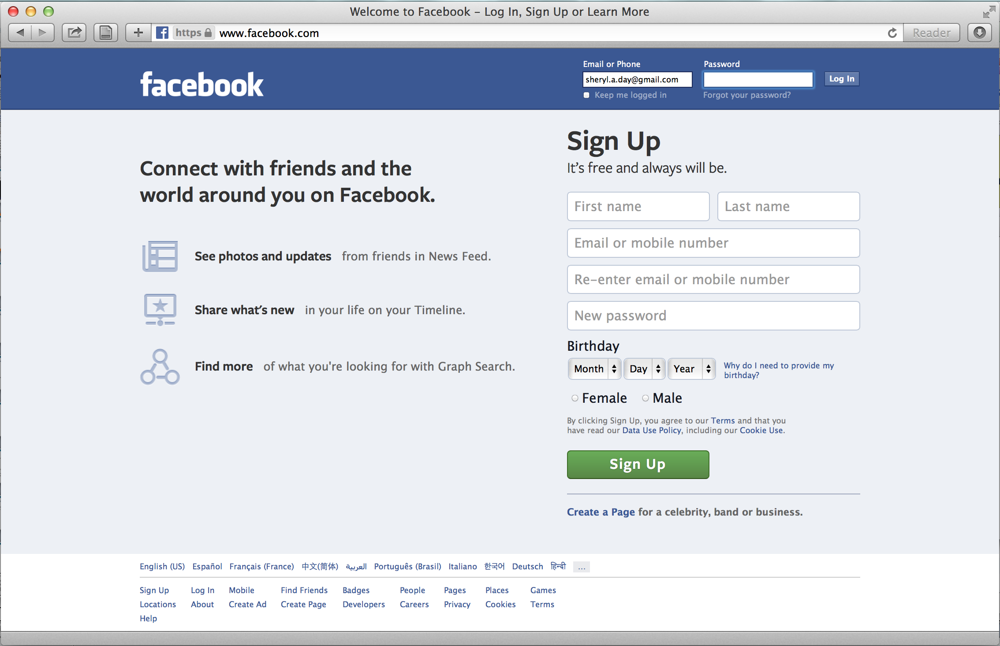 Welcome to Facebook – Log In, Sign Up or Learn More
https www.facebook.com Reader
facebook
Email or Phone Password
sheryl.a.day@gmail.com Log In
Keep me logged in Forgot your password?
Connect with friends and the
world around you on Facebook.
See photos and updates from friends in News Feed.
Share what's new in your life on your Timeline.
Find more of what you're looking for with Graph Search.
Sign Up
It's free and always will be.
First name Last name
Email or mobile number
Re-enter email or mobile number
New password
Birthday
Month Day Year Why do I need to provide my
birthday?
Female Male
By clicking Sign Up, you agree to our Terms and that you
have read our Data Use Policy, including our Cookie Use.
Sign Up
Create a Page for a celebrity, band or business.
English (US) Español Français (France) 中文(简体) العربية Português (Brasil) Italiano 한국어 Deutsch हिन्दी ...
Sign Up Log In Mobile Find Friends Badges People Pages Places Games
Locations About Create Ad Create Page Developers Careers Privacy Cookies Terms
Help